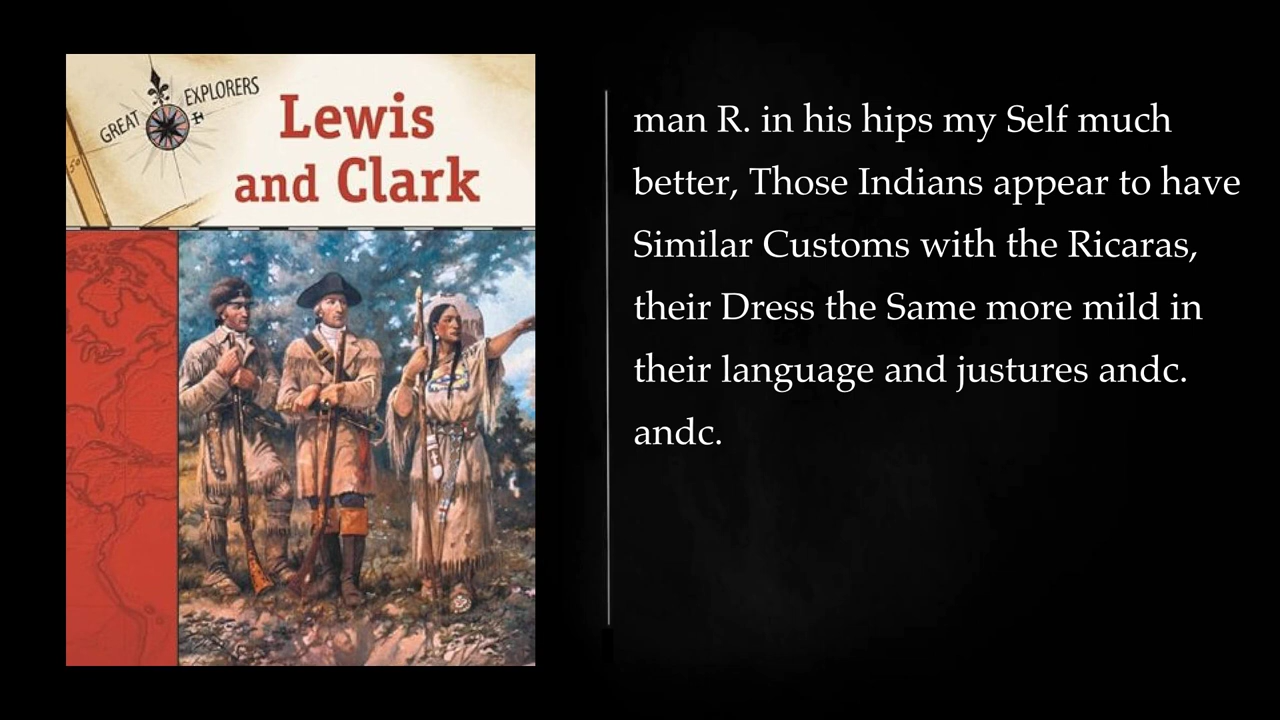 GREAT EXPLORERS
Lewis
and Clark
man R. in his hips my Self much
better, Those Indians appear to have
Similar Customs with the Ricaras,
their Dress the Same more mild in
their language and justures andc.
andc.